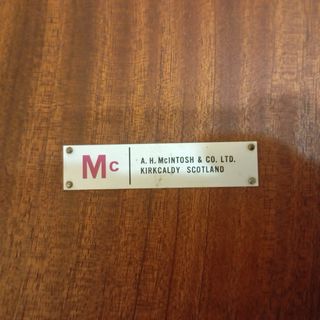 Mc
A. H. McINTOSH & CO. LTD.
KIRKCALDY SCOTLAND